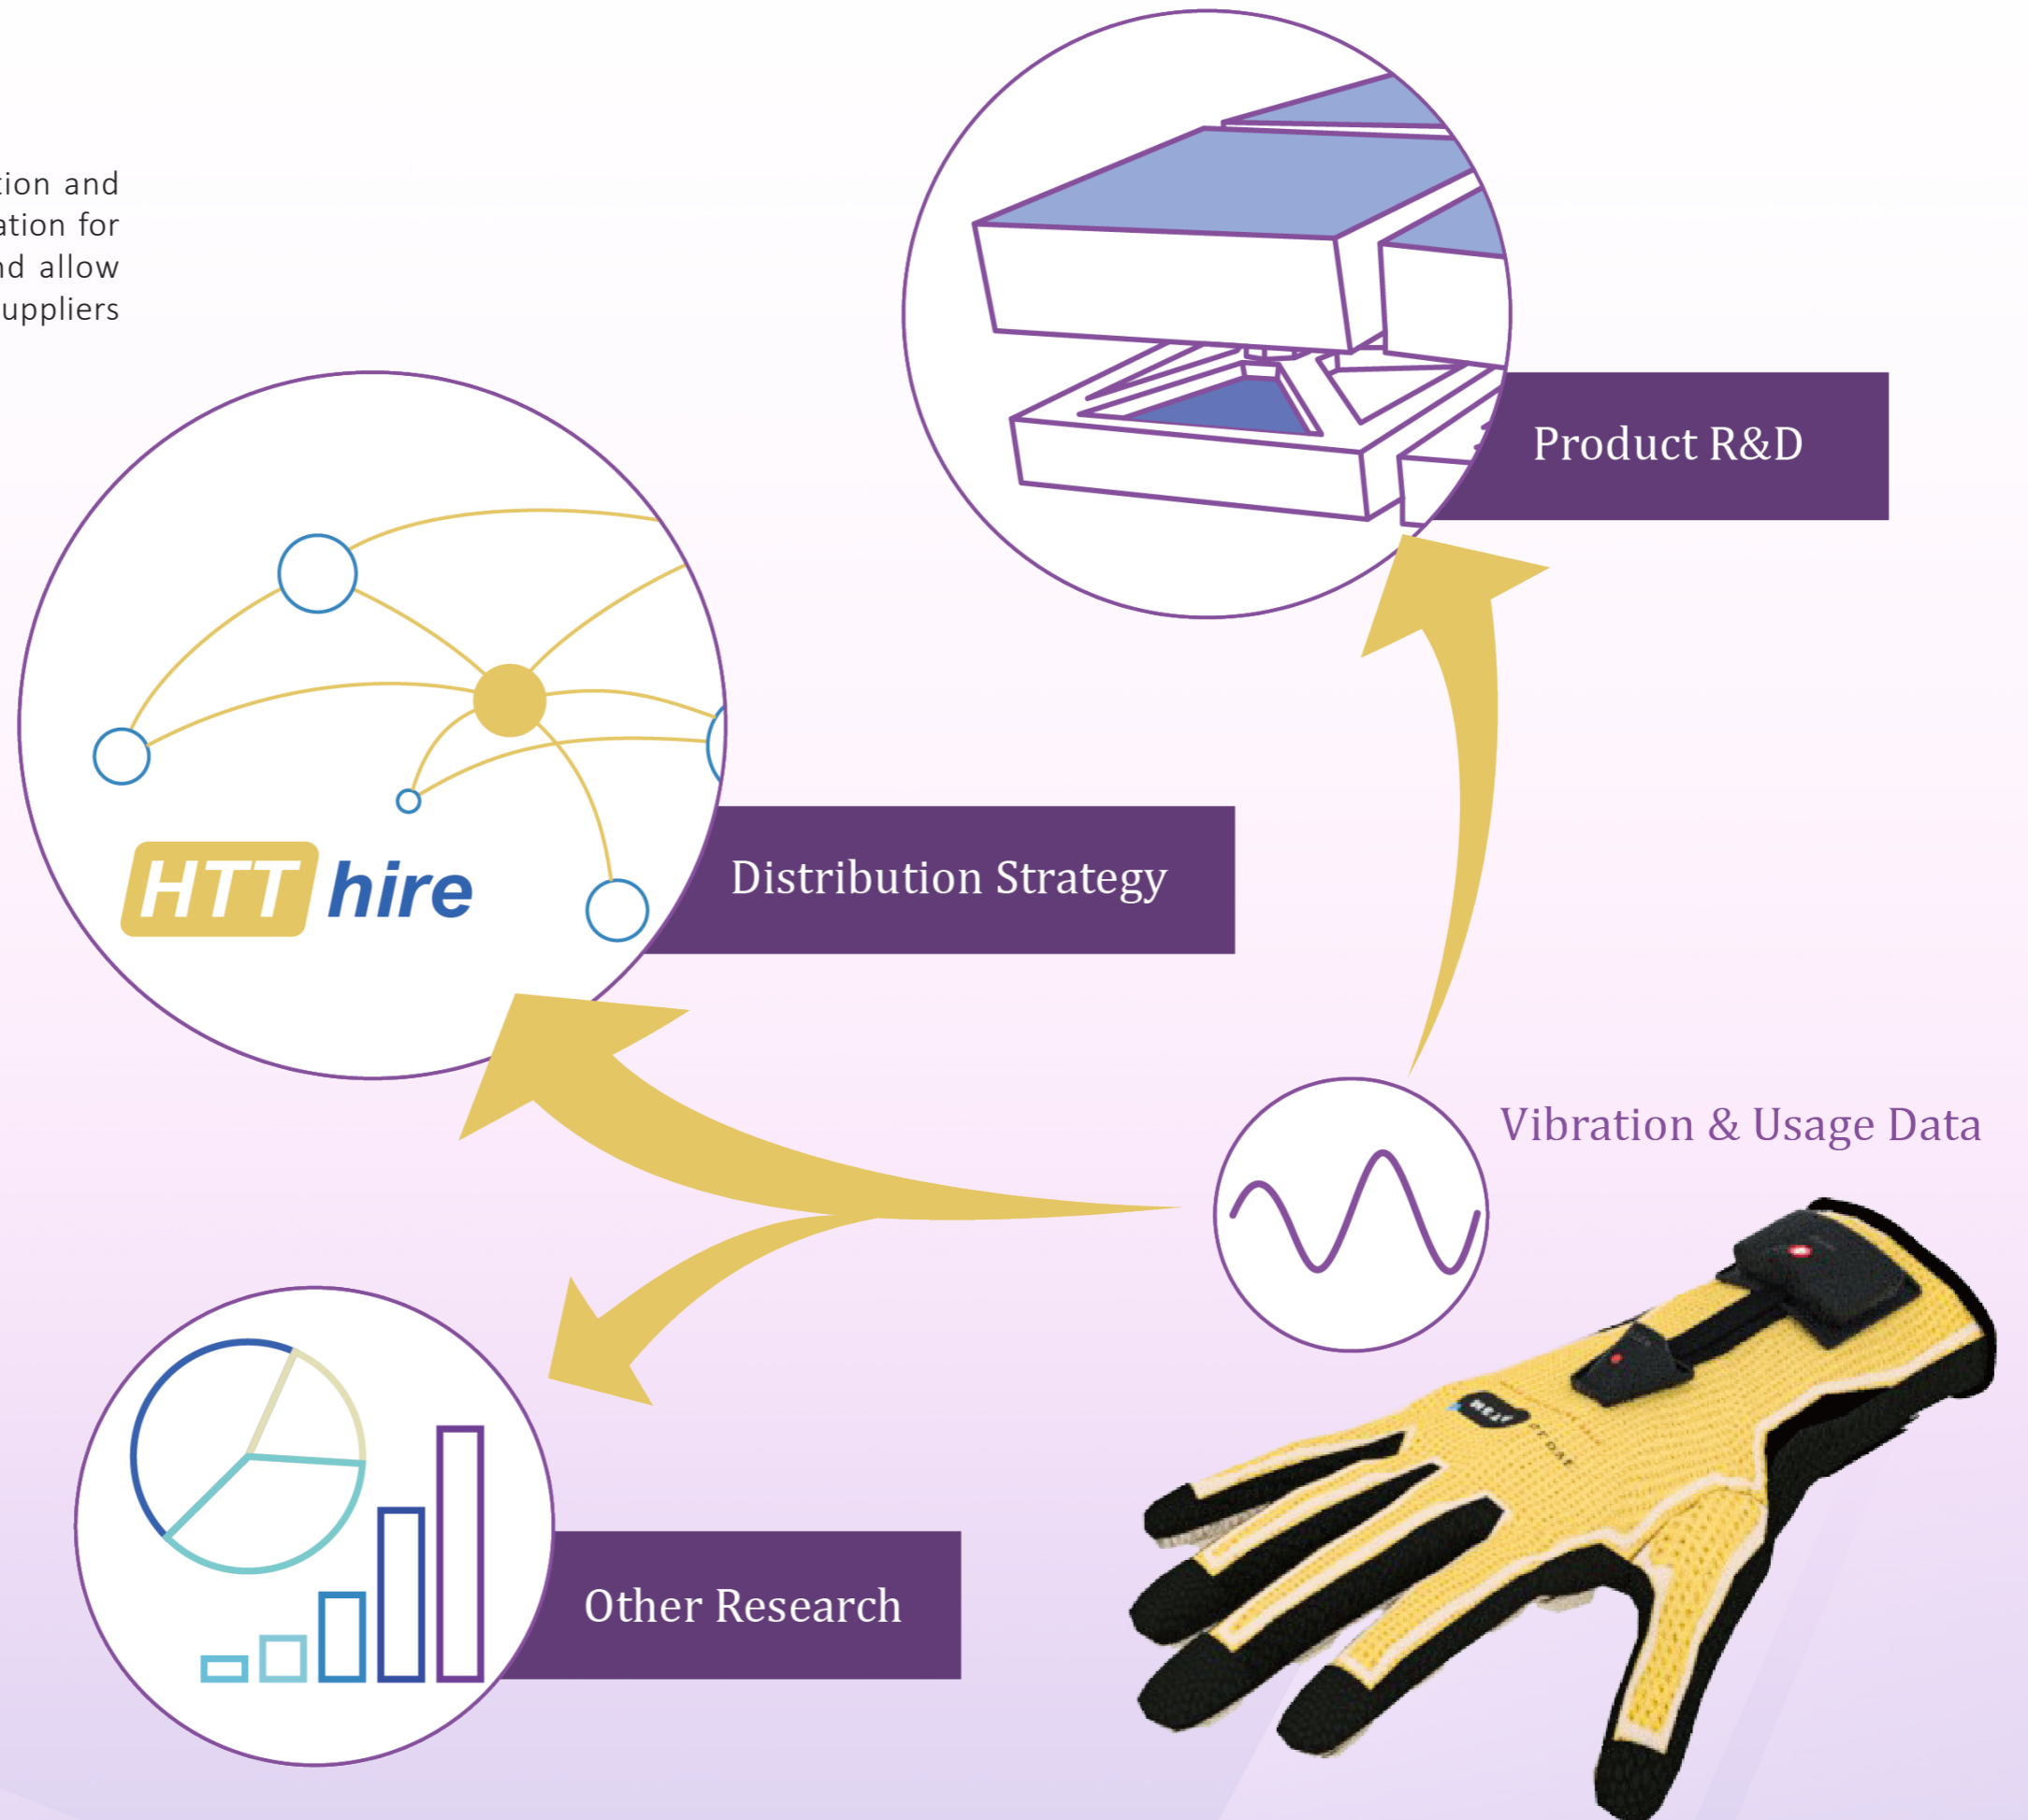 tion and
ation for
nd allow
uppliers
Product R&D
HTT hire
Distribution Strategy
Vibration & Usage Data
Other Research